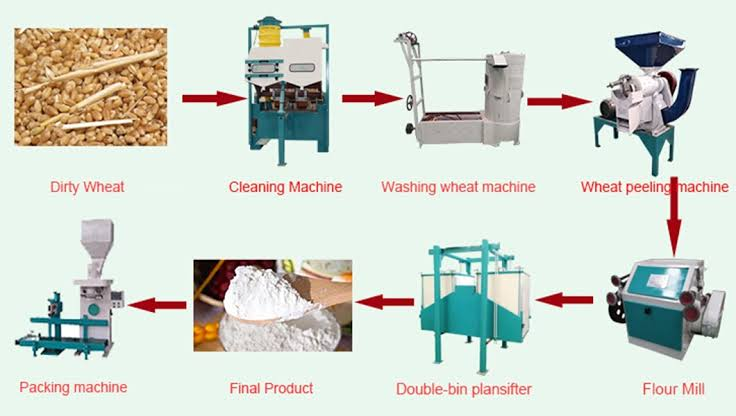 Dirty Wheat
Cleaning Machine
Washing wheat machine
Wheat peeling machine
Packing machine
Final Product
Double-bin plansifter
Flour Mill